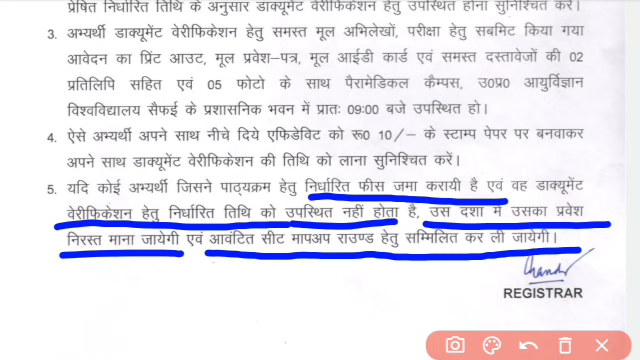 प्रेषित निर्धारित तिथि के अनुसार डाक्यूमेंट वेरीफिकेशन हेतु उपस्थित होना सुनिश्चित करें।
3. अभ्यर्थी डाक्यूमेंट वेरीफिकेशन हेतु समस्त मूल अभिलेखों, परीक्षा हेतु सबमिट किया गया
आवेदन का प्रिंट आउट, मूल प्रवेश-पत्र, मूल आईडी कार्ड एवं समस्त दस्तावेजों की 02
प्रतिलिपि सहित एवं 05 फोटो के साथ पैरामेडिकल कैम्पस, उ0प्र0 आयुर्विज्ञान
विश्वविद्यालय सैफई के प्रशासनिक भवन में प्रातः 09:00 बजे उपस्थित हो।
4. ऐसे अभ्यर्थी अपने साथ नीचे दिये एफिडेविट को रू0 10/- के स्टाम्प पेपर पर बनवाकर
अपने साथ डाक्यूमेंट वेरीफिकेशन की तिथि को लाना सुनिश्चित करें।
5. यदि कोई अभ्यर्थी जिसने पाठ्यक्रम हेतु निर्धारित फीस जमा करायी है एवं वह डाक्यूमेंट
वेरीफिकेशन हेतु निर्धारित तिथि को उपस्थित नहीं होता है, उस दशा में उसका प्रवेश
निरस्त माना जायेगी एवं आवंटित सीट मापअप राउण्ड हेतु सम्मिलित कर ली जायेगी।
REGISTRAR